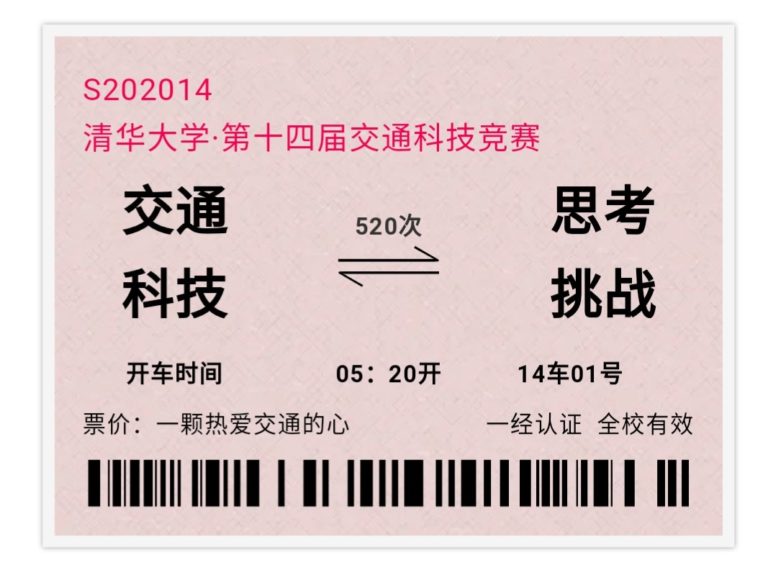 S202014
清华大学·第十四届交通科技竞赛
交通 520次 思考
科技 挑战
开车时间 05：20开 14车01号
票价：一颗热爱交通的心 一经认证 全校有效